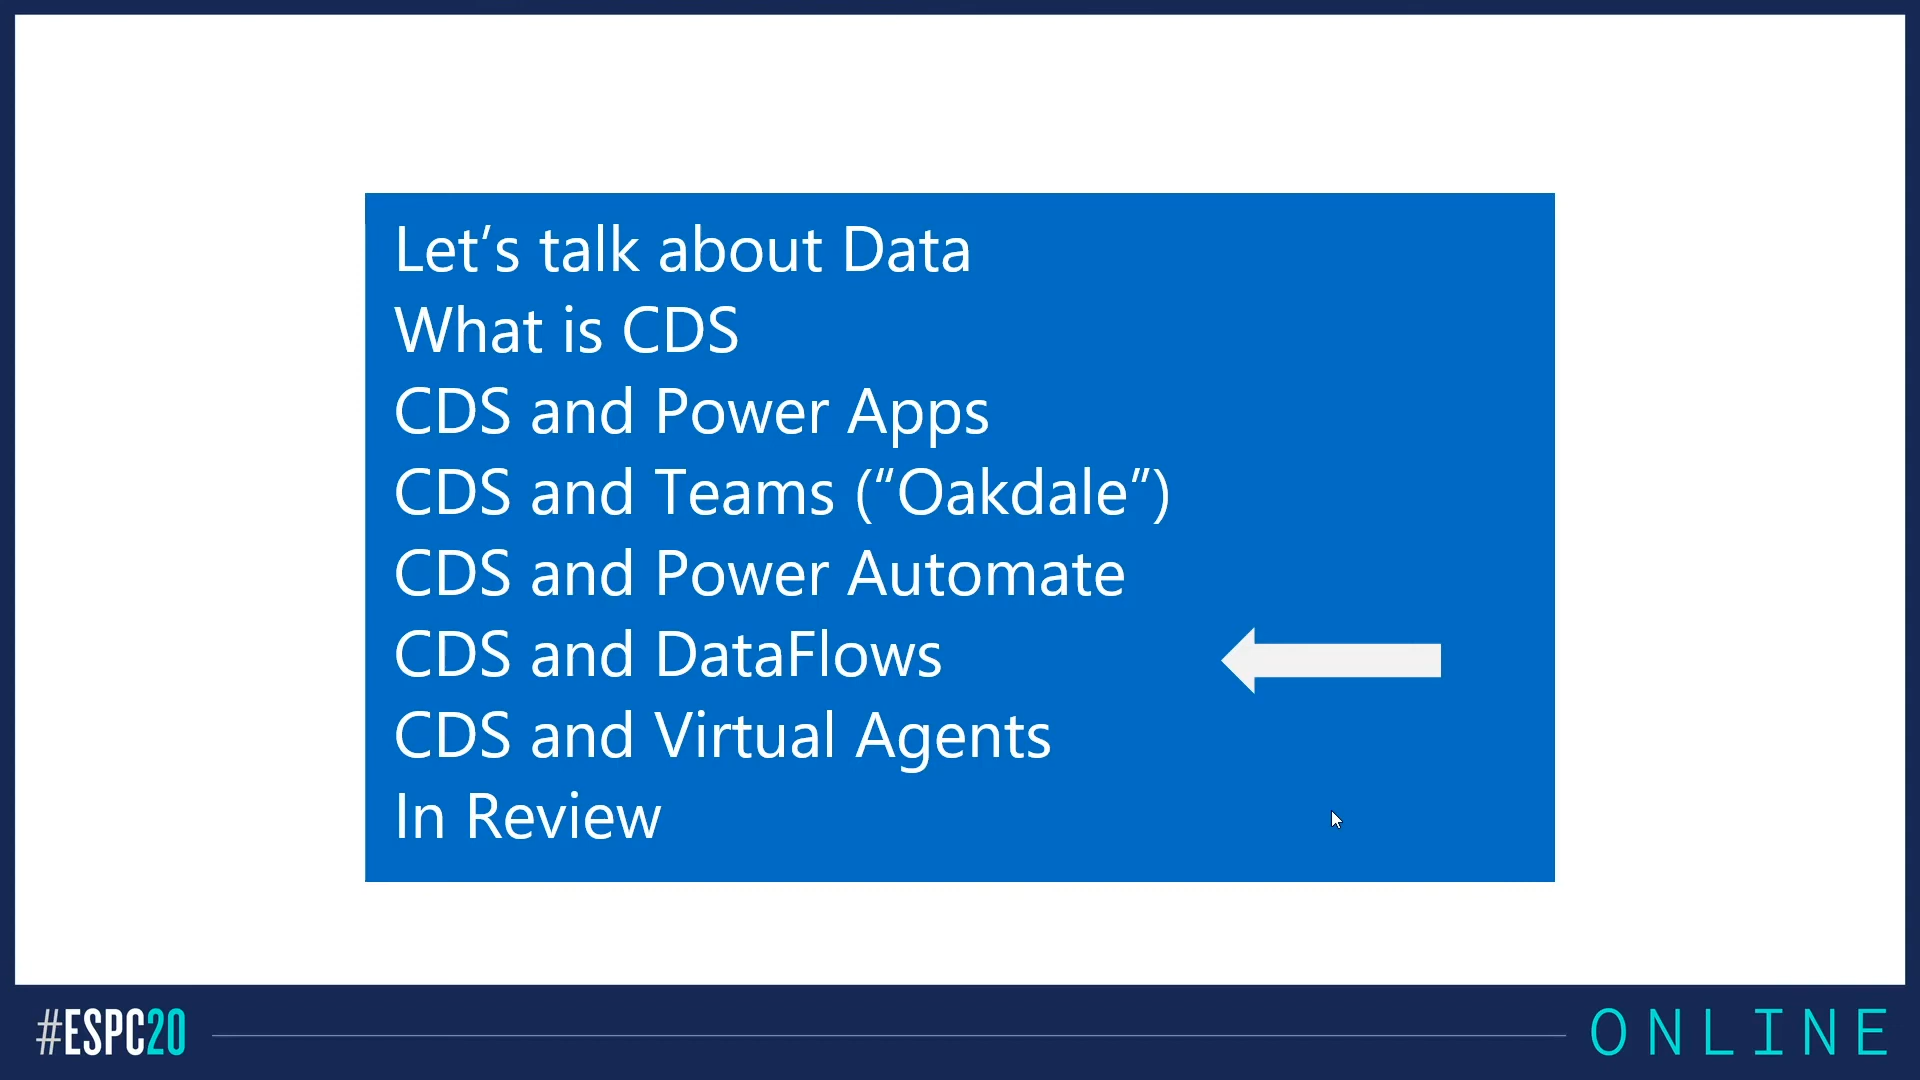 Let’s talk about Data
What is CDS
CDS and Power Apps
CDS and Teams (“Oakdale”)
CDS and Power Automate
CDS and DataFlows
CDS and Virtual Agents
In Review
#ESPC20
ONLINE